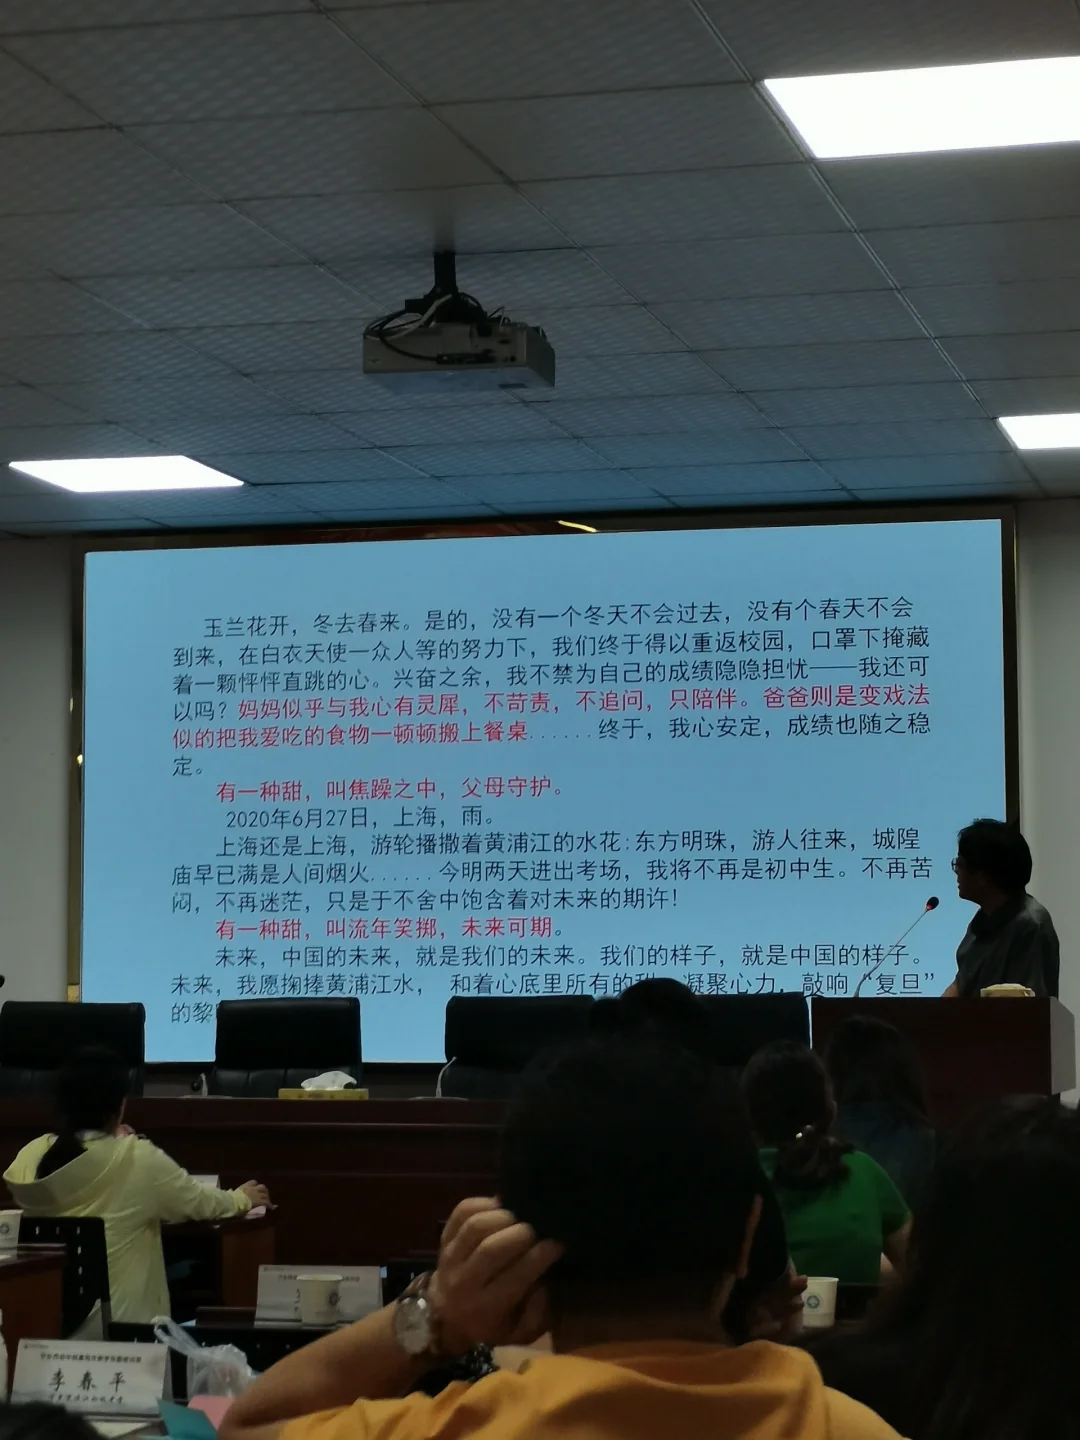 玉兰花开，冬去春来。是的，没有一个冬天不会过去，没有个春天不会
到来，在白衣天使一众人等的努力下，我们终于得以重返校园，口罩下掩藏
着一颗怦怦直跳的心。兴奋之余，我不禁为自己的成绩隐隐担忧——我还可
以吗？妈妈似乎与我心有灵犀，不苛责，不追问，只陪伴。爸爸则是变戏法
似的把我爱吃的食物一顿顿搬上餐桌......终于，我心安定，成绩也随之稳
定。
有一种甜，叫焦躁之中，父母守护。
2020年6月27日，上海，雨。
上海还是上海，游轮播撒着黄浦江的水花:东方明珠，游人往来，城隍
庙早已满是人间烟火......今明两天进出考场，我将不再是初中生。不再苦
闷，不再迷茫，只是于不舍中饱含着对未来的期许！
有一种甜，叫流年笑掷，未来可期。
未来，中国的未来，就是我们的未来。我们的样子，就是中国的样子。
未来，我愿掬捧黄浦江水， 和着心底里所有的甜，凝聚心力，敲响“复旦”
的黎
李春平